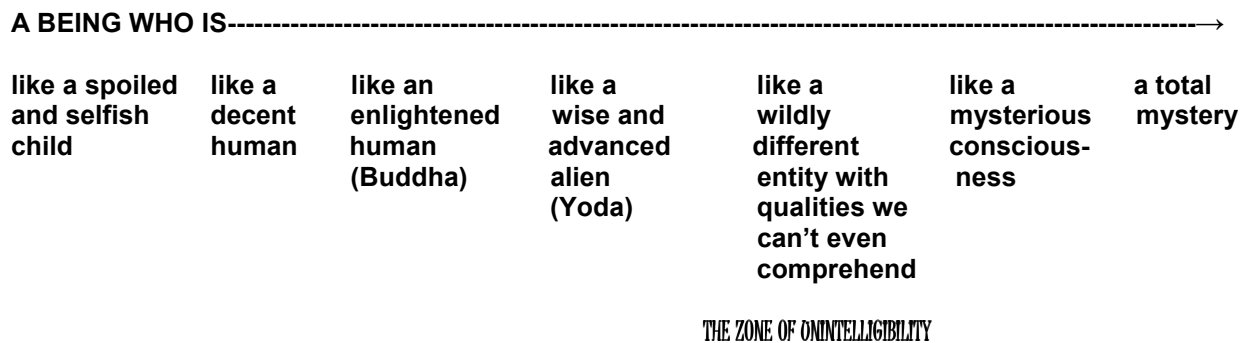 A BEING WHO IS-----------------------------------------------------------------------------------------------------------→
like a spoiled and selfish child
like a decent human
like an enlightened human (Buddha)
like a wise and advanced alien (Yoda)
like a wildly different entity with qualities we can’t even comprehend
like a mysterious conscious- ness
a total mystery
THE ZONE OF UNINTELLIGIBILITY